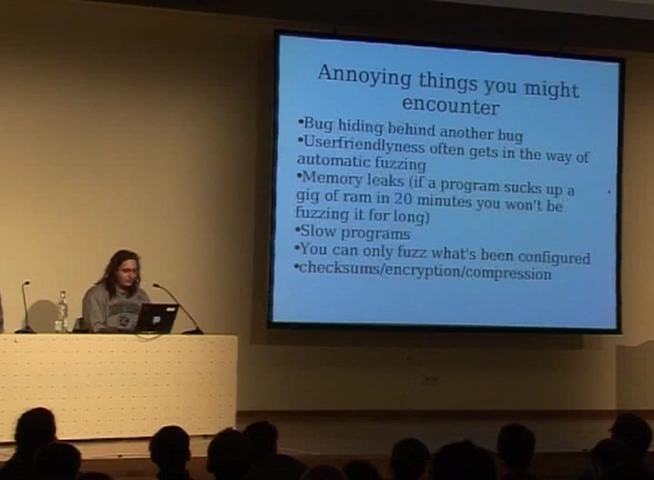 Annoying things you might
encounter
•Bug hiding behind another bug
•Userfriendlyness often gets in the way of
automatic fuzzing
•Memory leaks (if a program sucks up a
gig of ram in 20 minutes you won't be
fuzzing it for long)
•Slow programs
•You can only fuzz what's been configured
•checksums/encryption/compression